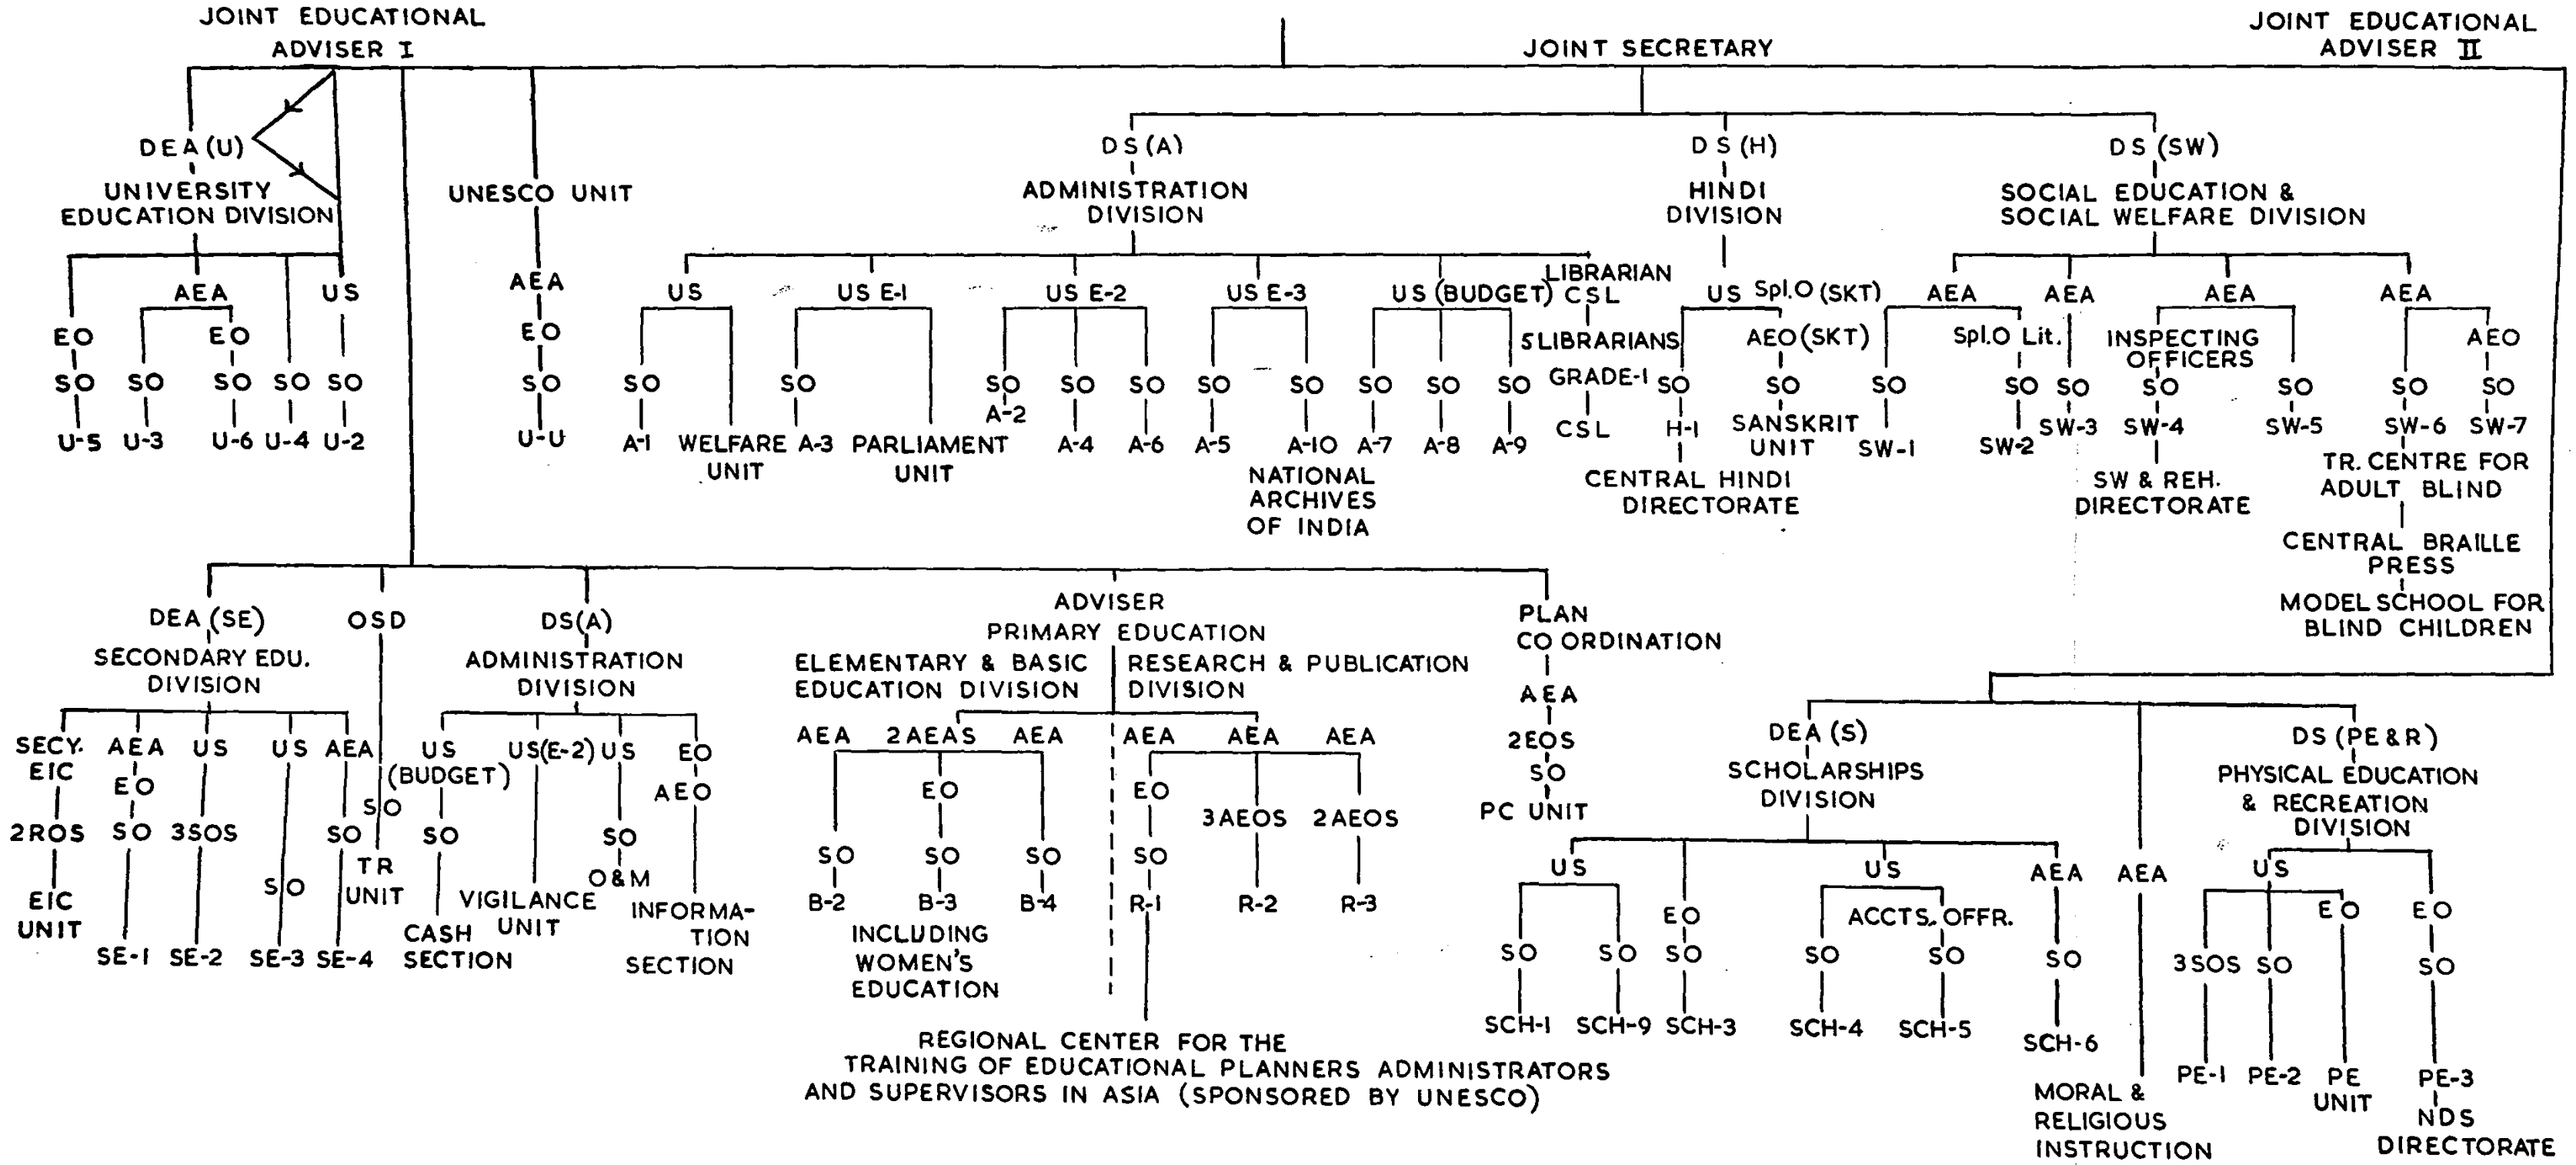 JOINT EDUCATIONAL
ADVISER I
JOINT SECRETARY
JOINT EDUCATIONAL
ADVISER II
DEA (U)
UNIVERSITY
EDUCATION DIVISION
UNESCO UNIT
DS (A)
ADMINISTRATION
DIVISION
DS (H)
HINDI
DIVISION
DS (SW)
SOCIAL EDUCATION &
SOCIAL WELFARE DIVISION
AEA
US
EO
EO
SO
SO
SO
SO
SO
U-5
U-3
U-6
U-4
U-2
AEA
EO
SO
U-U
US
US E-1
US E-2
US E-3
US (BUDGET)
LIBRARIAN
CSL
5 LIBRARIANS
GRADE-1
CSL
SO
SO
SO
SO
SO
SO
SO
SO
SO
SO
A-1
WELFARE
UNIT
A-3
PARLIAMENT
UNIT
A-2
A-4
A-6
A-5
A-10
NATIONAL
ARCHIVES
OF INDIA
A-7
A-8
A-9
US
Spl.O (SKT)
AEO (SKT)
SO
SO
H-1
SANSKRIT
UNIT
CENTRAL HINDI
DIRECTORATE
AEA
AEA
AEA
AEA
Spl.O Lit.
INSPECTING
OFFICERS
AEO
SO
SO
SO
SO
SO
SO
SO
SW-1
SW-2
SW-3
SW-4
SW-5
SW-6
SW-7
SW & REH.
DIRECTORATE
TR. CENTRE FOR
ADULT BLIND
CENTRAL BRAILLE
PRESS
MODEL SCHOOL FOR
BLIND CHILDREN
DEA (SE)
SECONDARY EDU.
DIVISION
OSD
DS(A)
ADMINISTRATION
DIVISION
ADVISER
PRIMARY EDUCATION
ELEMENTARY & BASIC
EDUCATION DIVISION
RESEARCH & PUBLICATION
DIVISION
PLAN
CO ORDINATION
AEA
2EOS
SO
PC UNIT
SECY.
EIC
2ROS
EIC
UNIT
AEA
EO
SO
SE-1
US
3SOS
SE-2
US
SO
SE-3
AEA
SO
SE-4
SO
TR
UNIT
US
(BUDGET)
SO
CASH
SECTION
US(E-2)
VIGILANCE
UNIT
US
SO
O&M
EO
AEO
INFORMA-
TION
SECTION
AEA
2AEAS
AEA
EO
SO
SO
SO
B-2
B-3
B-4
INCLUDING
WOMEN'S
EDUCATION
AEA
AEA
AEA
EO
3AEOS
2AEOS
SO
R-1
R-2
R-3
REGIONAL CENTER FOR THE
TRAINING OF EDUCATIONAL PLANNERS ADMINISTRATORS
AND SUPERVISORS IN ASIA (SPONSORED BY UNESCO)
DEA (S)
SCHOLARSHIPS
DIVISION
DS (PE&R)
PHYSICAL EDUCATION
& RECREATION
DIVISION
US
US
AEA
AEA
EO
ACCTS. OFFR.
SO
SO
SO
SO
SO
SO
SCH-1
SCH-9
SCH-3
SCH-4
SCH-5
SCH-6
MORAL &
RELIGIOUS
INSTRUCTION
US
EO
EO
3SOS
SO
SO
PE-1
PE-2
PE
UNIT
PE-3
NDS
DIRECTORATE